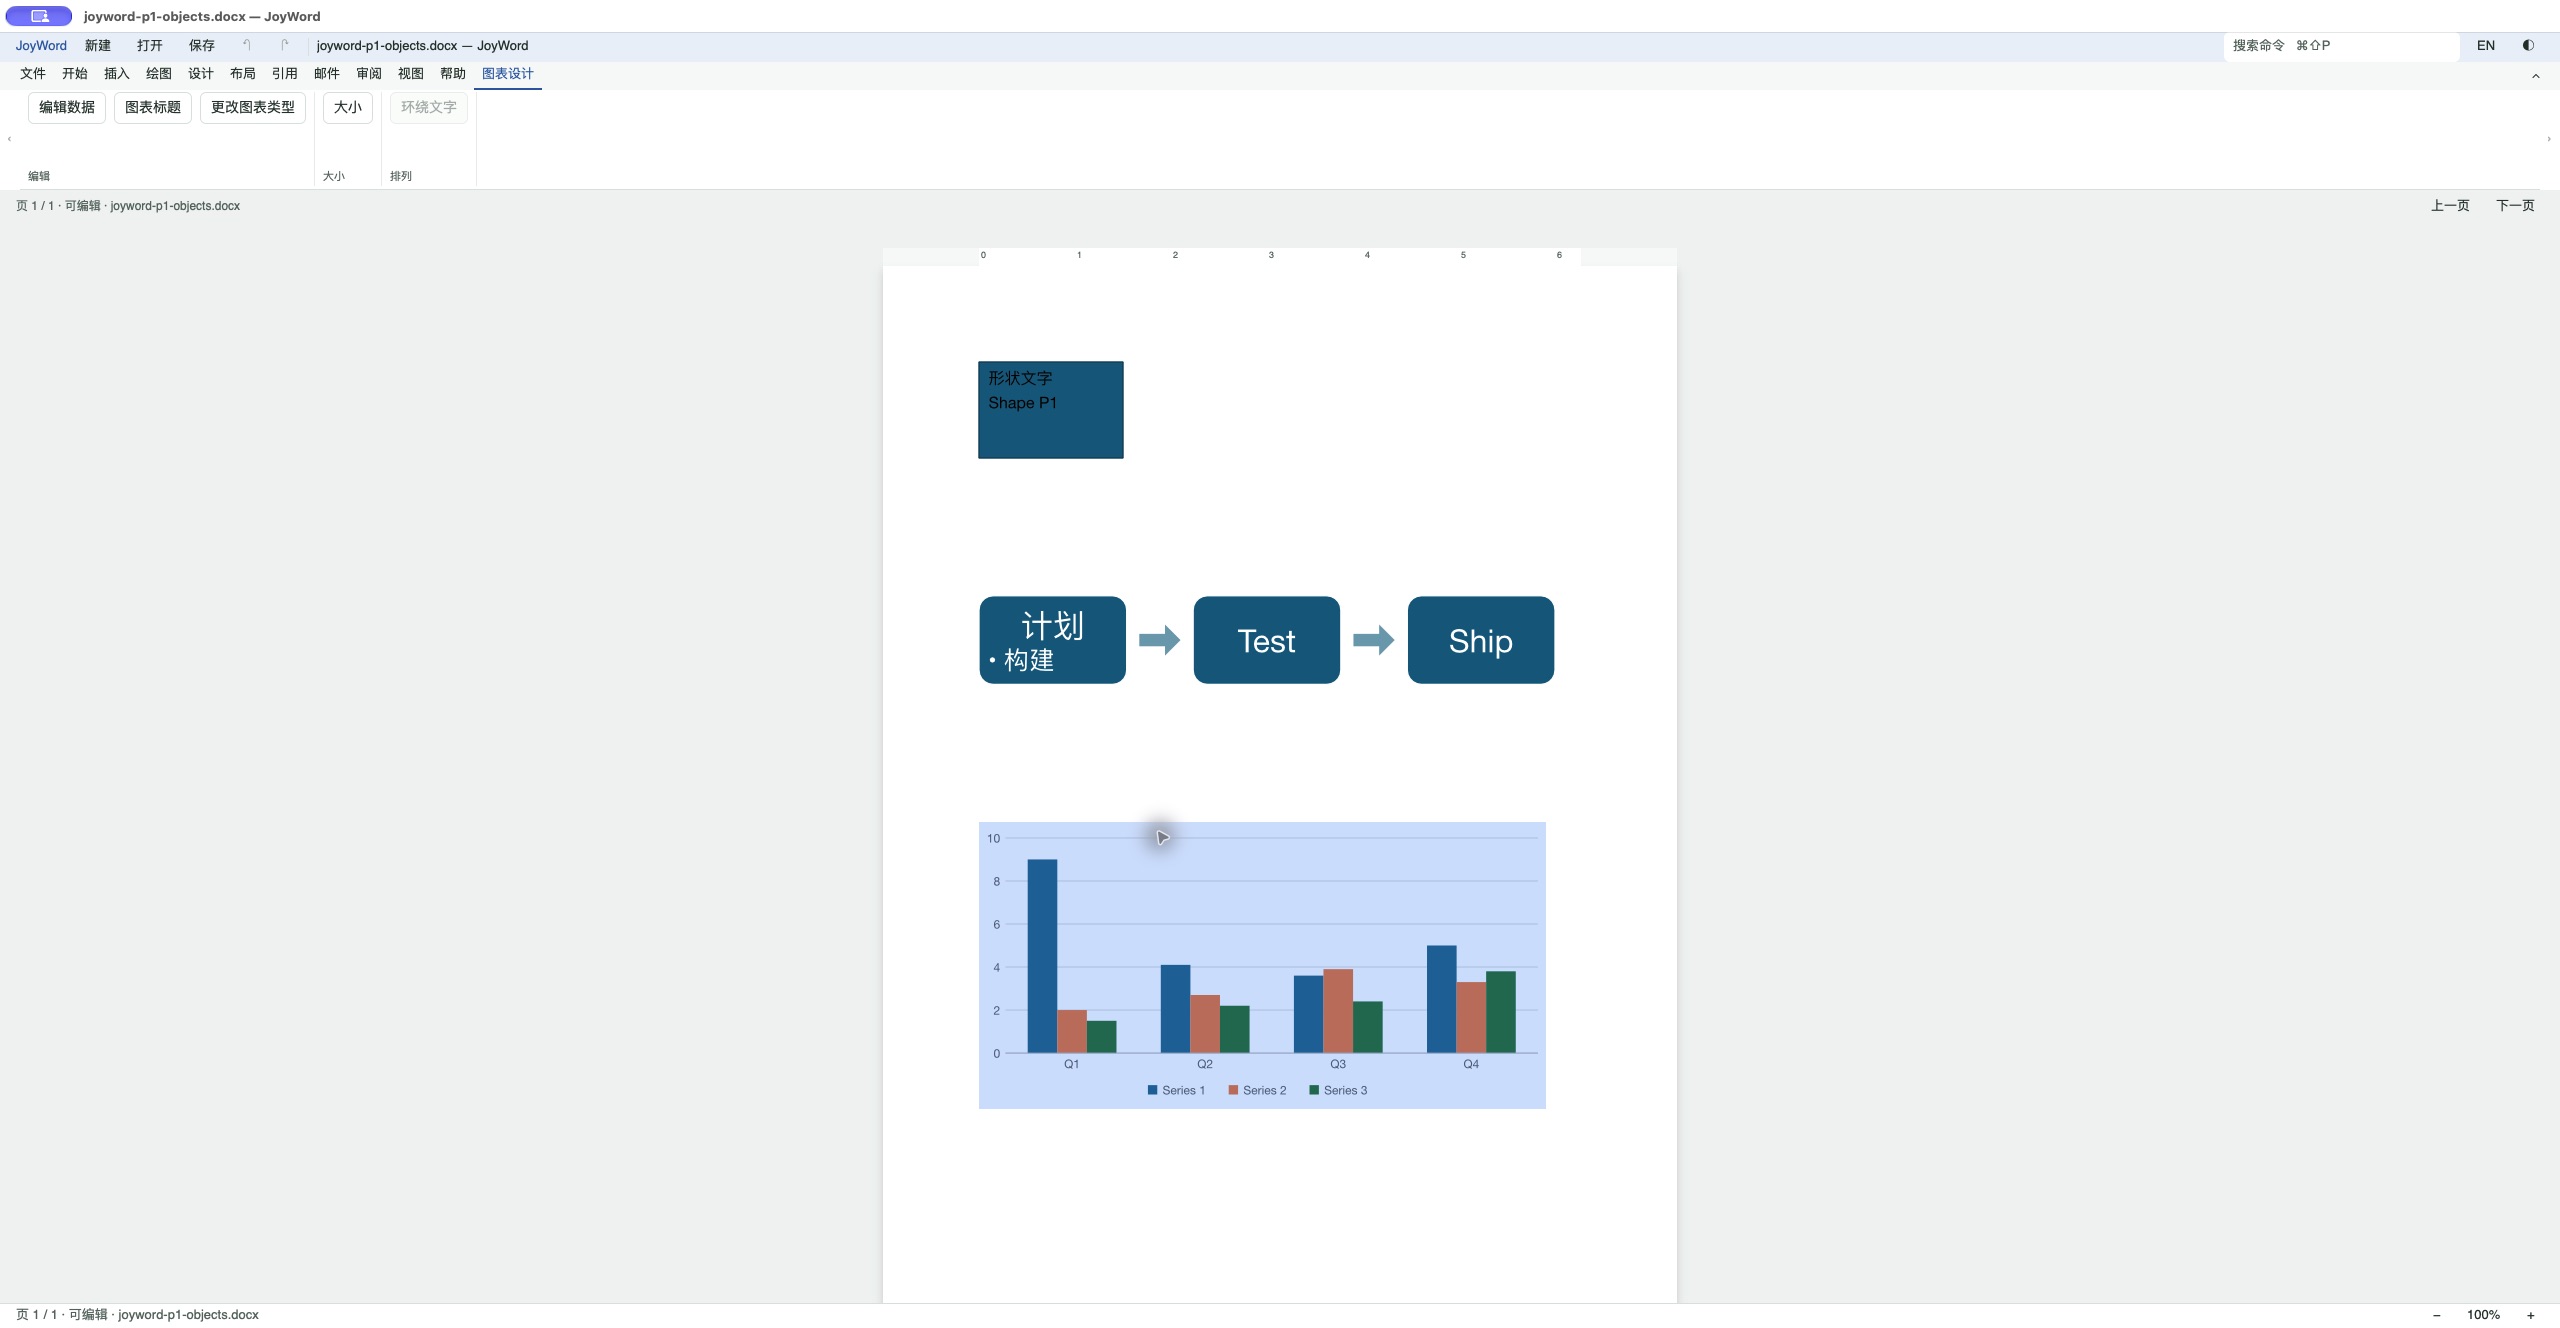 joyword-p1-objects.docx — JoyWord
JoyWord 新建 打开 保存 joyword-p1-objects.docx — JoyWord 搜索命令 ⌘⇧P EN
文件 开始 插入 绘图 设计 布局 引用 邮件 审阅 视图 帮助 图表设计
编辑数据 图表标题 更改图表类型 大小 环绕文字
编辑 大小 排列
页 1 / 1 · 可编辑 · joyword-p1-objects.docx 上一页 下一页
0 1 2 3 4 5 6
形状文字
Shape P1
计划
• 构建
Test
Ship
10
8
6
4
2
0
Q1 Q2 Q3 Q4
Series 1 Series 2 Series 3
页 1 / 1 · 可编辑 · joyword-p1-objects.docx − 100% +